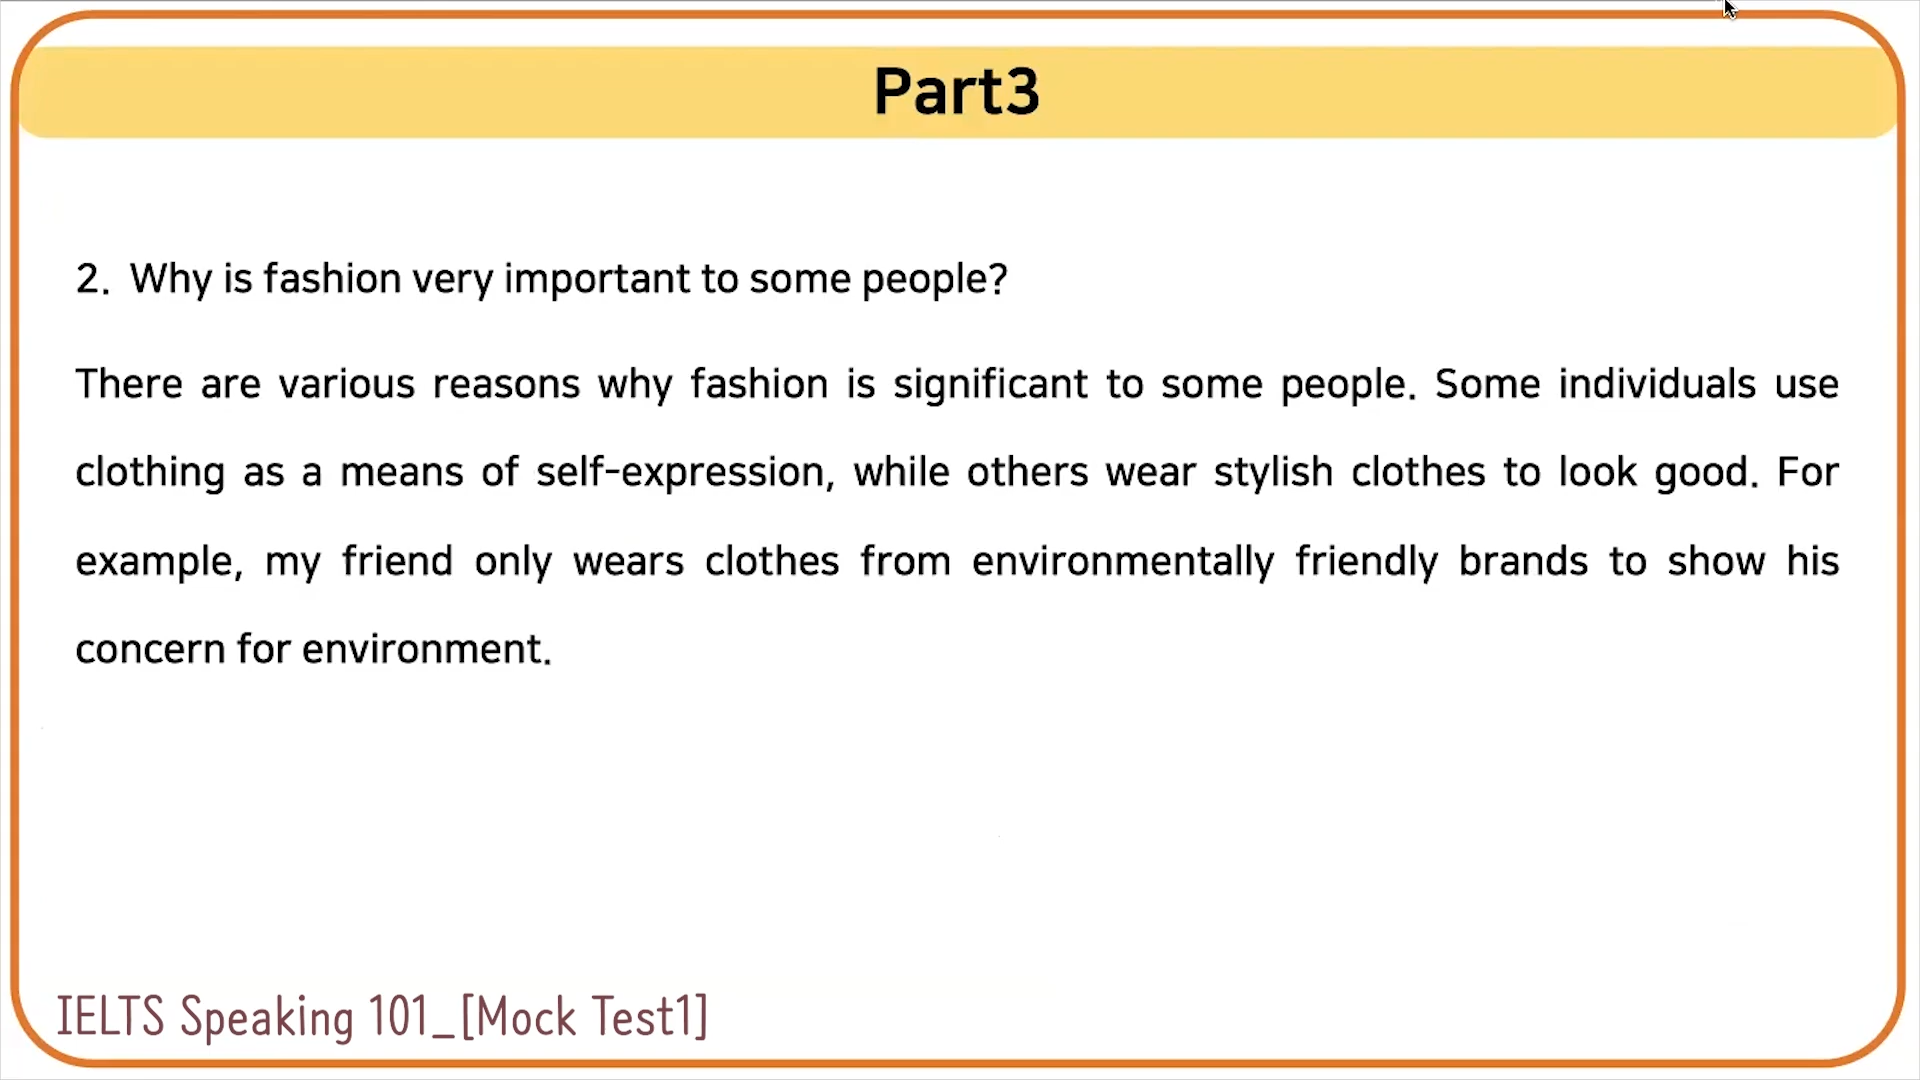 Part3
2. Why is fashion very important to some people?
There are various reasons why fashion is significant to some people. Some individuals use
clothing as a means of self-expression, while others wear stylish clothes to look good. For
example, my friend only wears clothes from environmentally friendly brands to show his
concern for environment.
IELTS Speaking 101_[Mock Test1]